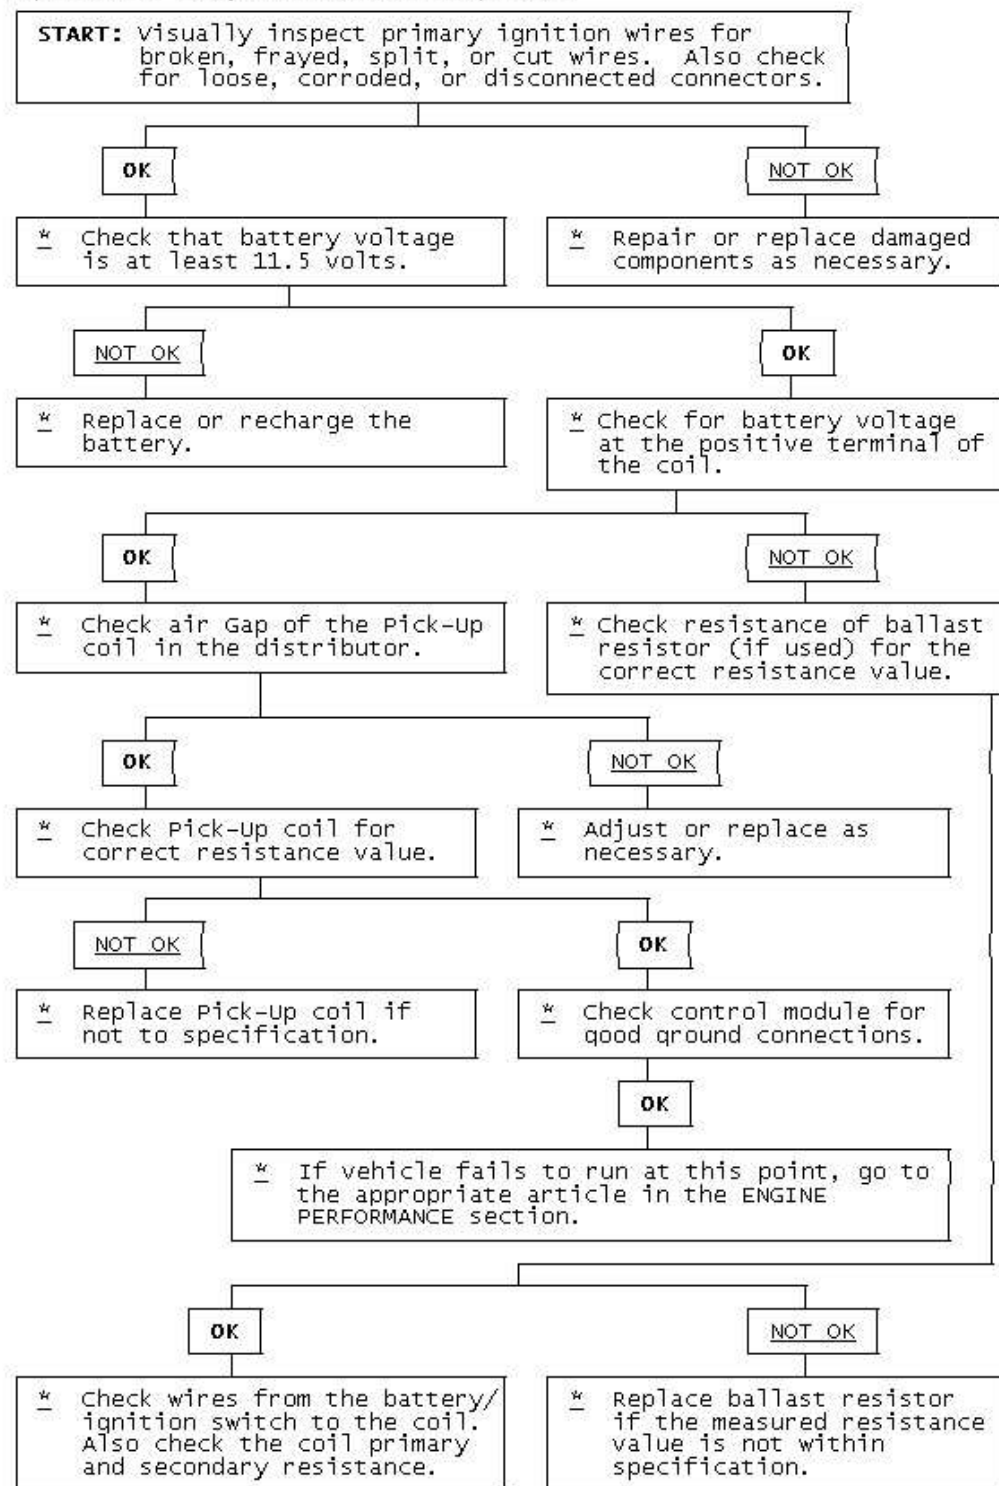 START: Visually inspect primary ignition wires for
broken, frayed, split, or cut wires. Also check
for loose, corroded, or disconnected connectors.
OK
NOT OK
* Check that battery voltage
is at least 11.5 volts.
* Repair or replace damaged
components as necessary.
NOT OK
OK
* Replace or recharge the
battery.
* Check for battery voltage
at the positive terminal of
the coil.
OK
NOT OK
* Check air Gap of the Pick-Up
coil in the distributor.
* Check resistance of ballast
resistor (if used) for the
correct resistance value.
OK
NOT OK
* Check Pick-Up coil for
correct resistance value.
* Adjust or replace as
necessary.
NOT OK
OK
* Replace Pick-Up coil if
not to specification.
* Check control module for
good ground connections.
OK
* If vehicle fails to run at this point, go to
the appropriate article in the ENGINE
PERFORMANCE section.
OK
NOT OK
* Check wires from the battery/
ignition switch to the coil.
Also check the coil primary
and secondary resistance.
* Replace ballast resistor
if the measured resistance
value is not within
specification.